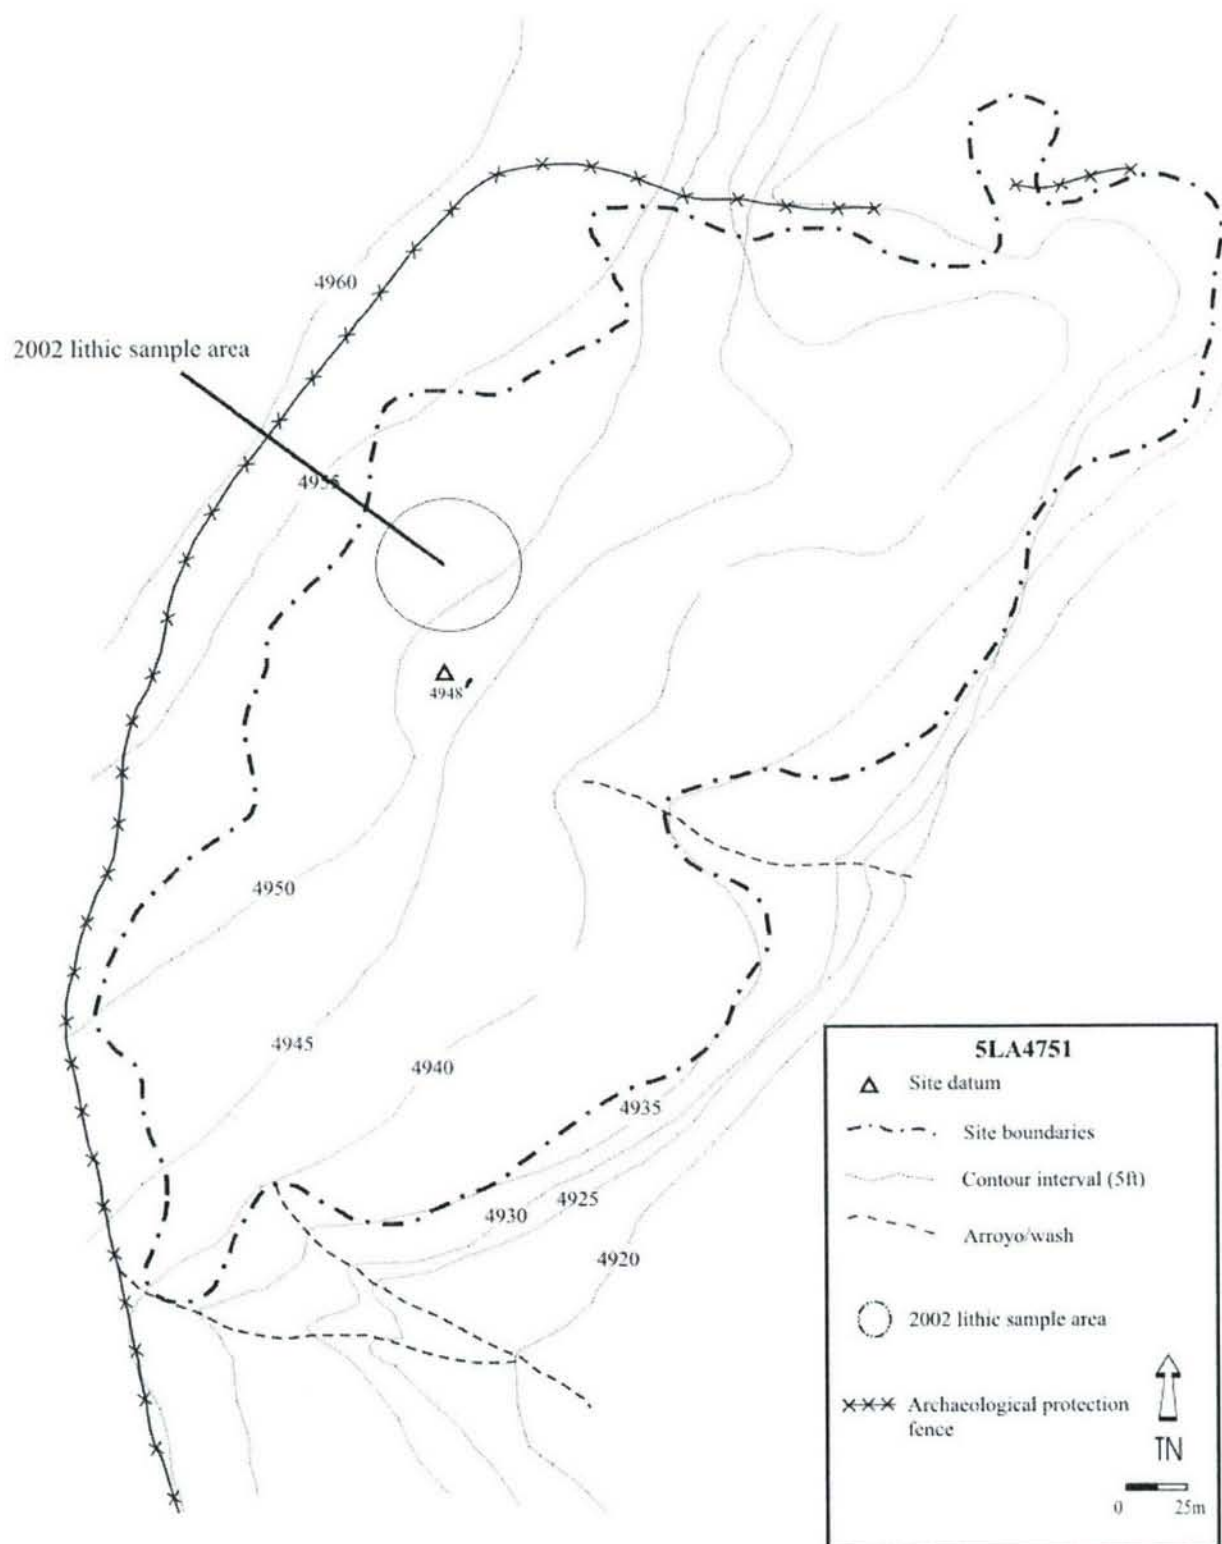 4960
2002 lithic sample area
4955
4948'
4950
4945
4940
4935
4930
4925
4920
5LA4751
Site datum
Site boundaries
Contour interval (5ft)
Arroyo/wash
2002 lithic sample area
Archaeological protection
fence
TN
0 25m